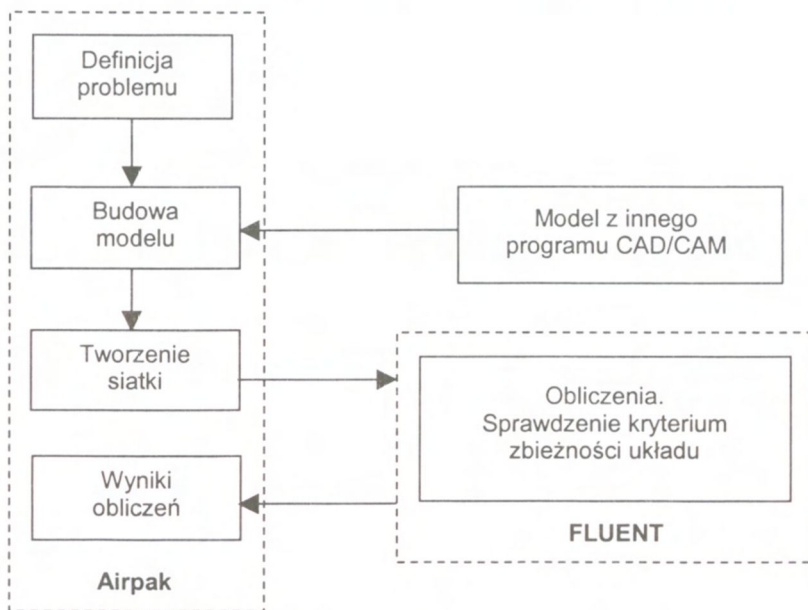 Definicja
problemu
Budowa
modelu
Model z innego
programu CAD/CAM
Tworzenie
siatki
Obliczenia.
Sprawdzenie kryterium
zbieżności układu
Wyniki
obliczeń
FLUENT
Airpak